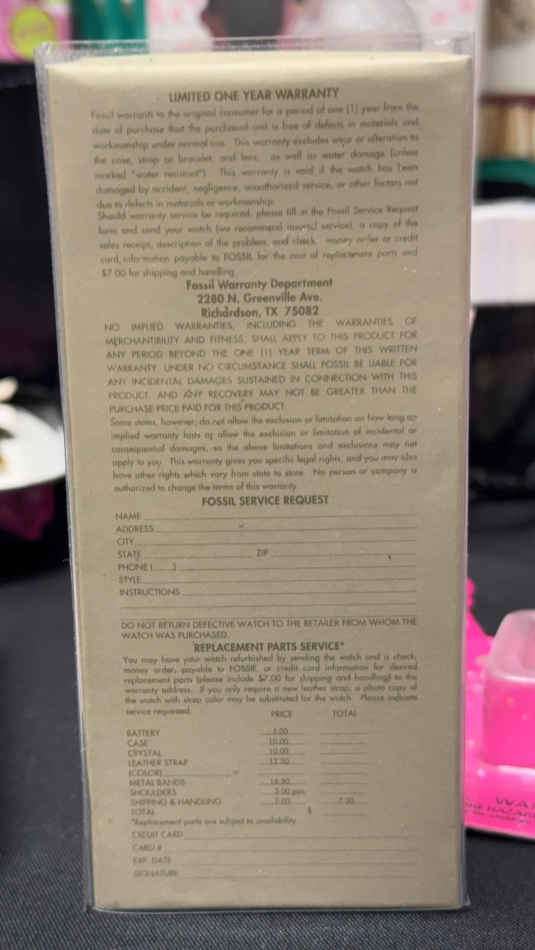 LIMITED ONE YEAR WARRANTY
Fossil warrants to the original consumer for a period of one (1) year from the
date of purchase that the purchased unit is free of defects in materials and
workmanship under normal use. This warranty excludes wear or alteration to
the case, strap or bracelet, and lens, as well as water damage (unless
marked "water resistant"). This warranty is void if the watch has been
damaged by accident, negligence, unauthorized service, or other factors not
due to defects in materials or workmanship.
Should warranty service be required, please fill in the Fossil Service Request
form and send your watch (we recommend insured service), a copy of the
sales receipt, description of the problem, and check, money order or credit
card information payable to FOSSIL for the cost of replacement parts and
$7.00 for shipping and handling.
Fossil Warranty Department
2280 N. Greenville Ave.
Richardson, TX 75082
NO IMPLIED WARRANTIES, INCLUDING THE WARRANTIES OF
MERCHANTIBILITY AND FITNESS, SHALL APPLY TO THIS PRODUCT FOR
ANY PERIOD BEYOND THE ONE (1) YEAR TERM OF THIS WRITTEN
WARRANTY. UNDER NO CIRCUMSTANCE SHALL FOSSIL BE LIABLE FOR
ANY INCIDENTAL DAMAGES SUSTAINED IN CONNECTION WITH THIS
PRODUCT. AND ANY RECOVERY MAY NOT BE GREATER THAN THE
PURCHASE PRICE PAID FOR THIS PRODUCT.
Some states, however, do not allow the exclusion or limitation on how long an
implied warranty lasts or allow the exclusion or limitation of incidental or
consequential damages, so the above limitations and exclusions may not
apply to you. This warranty gives you specific legal rights, and you may also
have other rights which vary from state to state. No person or company is
authorized to change the terms of this warranty.
FOSSIL SERVICE REQUEST
NAME
ADDRESS
CITY
STATE ZIP
PHONE ( )
STYLE
INSTRUCTIONS
DO NOT RETURN DEFECTIVE WATCH TO THE RETAILER FROM WHOM THE
WATCH WAS PURCHASED.
REPLACEMENT PARTS SERVICE*
You may have your watch refurbished by sending the watch and a check,
money order, payable to FOSSIL, or credit card information for desired
replacement parts (please include $7.00 for shipping and handling) to the
warranty address. If you only require a new leather strap, a photo copy of
the watch with strap color may be substituted for the watch. Please indicate
service requested.
PRICE TOTAL
BATTERY
CASE 10.00
CRYSTAL 10.00
LEATHER STRAP
(COLOR)
METAL BANDS
SHOULDERS
SHIPPING & HANDLING 7.00
TOTAL $
*Replacement parts are subject to availability
CREDIT CARD
CARD #
EXP. DATE
SIGNATURE